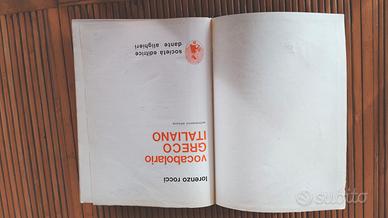 lorenzo rocci
vocabolario
GRECO
ITALIANO
società editrice
dante alighieri
subito